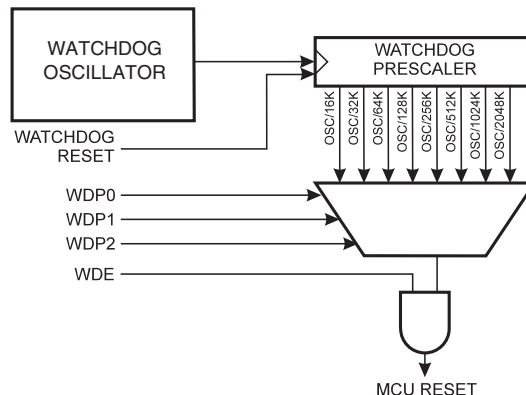 WATCHDOG
OSCILLATOR
WATCHDOG
PRESCALER
WATCHDOG
RESET
OSC/16K
OSC/32K
OSC/64K
OSC/128K
OSC/256K
OSC/512K
OSC/1024K
OSC/2048K
WDP0
WDP1
WDP2
WDE
MCU RESET